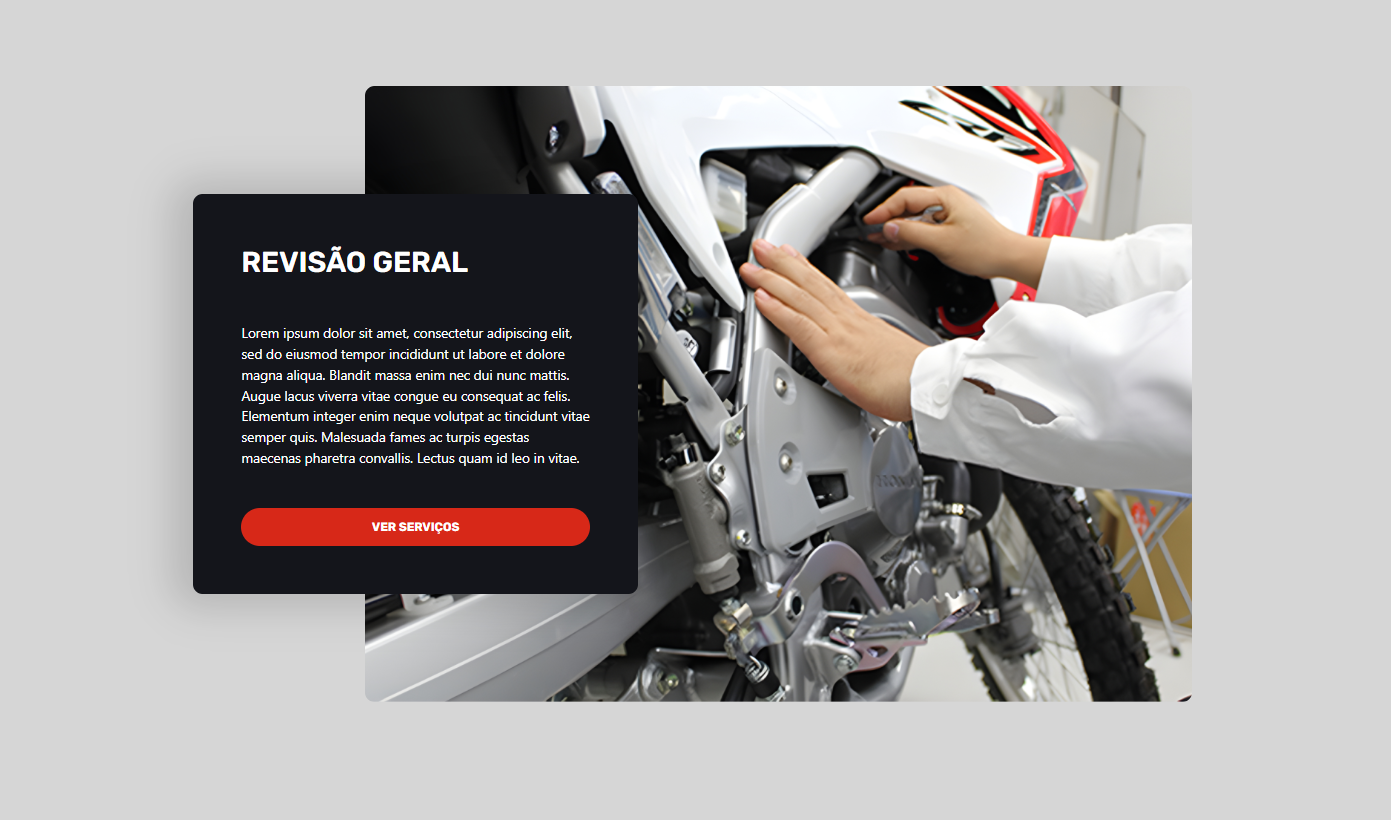 REVISÃO GERAL
Lorem ipsum dolor sit amet, consectetur adipiscing elit,
sed do eiusmod tempor incididunt ut labore et dolore
magna aliqua. Blandit massa enim nec dui nunc mattis.
Augue lacus viverra vitae congue eu consequat ac felis.
Elementum integer enim neque volutpat ac tincidunt vitae
semper quis. Malesuada fames ac turpis egestas
maecenas pharetra convallis. Lectus quam id leo in vitae.
VER SERVIÇOS